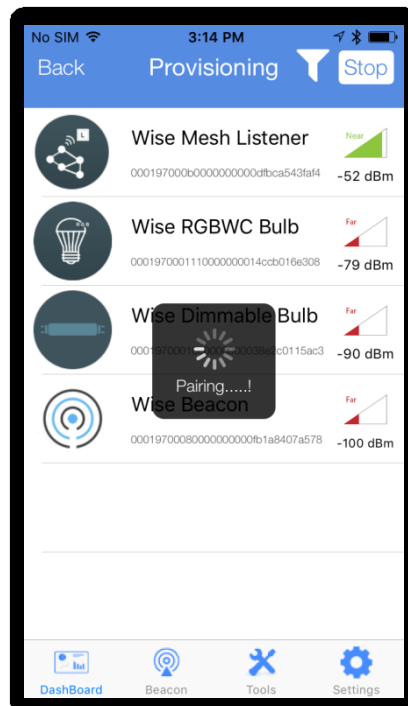 No SIM 3:14 PM
Back Provisioning Stop
L
Wise Mesh Listener
Near
000197000b0000000000dfbca543faf4
-52 dBm
Wise RGBWC Bulb
Far
0001970001110000000014ccb016e308
-79 dBm
Wise Dimmable Bulb
Far
-90 dBm
Pairing.....!
Wise Beacon
Far
00019700080000000000fb1a8407a578
-100 dBm
DashBoard Beacon Tools Settings